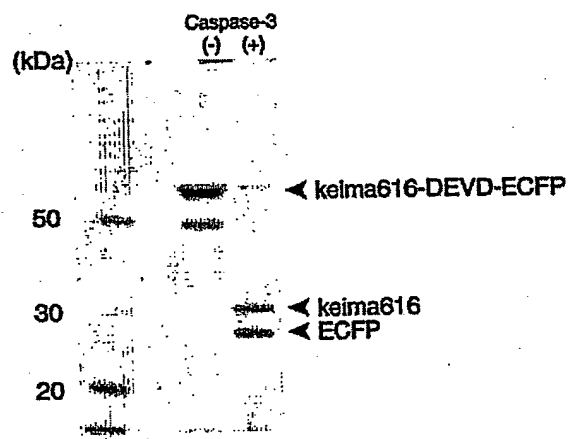 Caspase-3
(-) (+)
(kDa)
keima616-DEVD-ECFP
50
30
keima616
ECFP
20